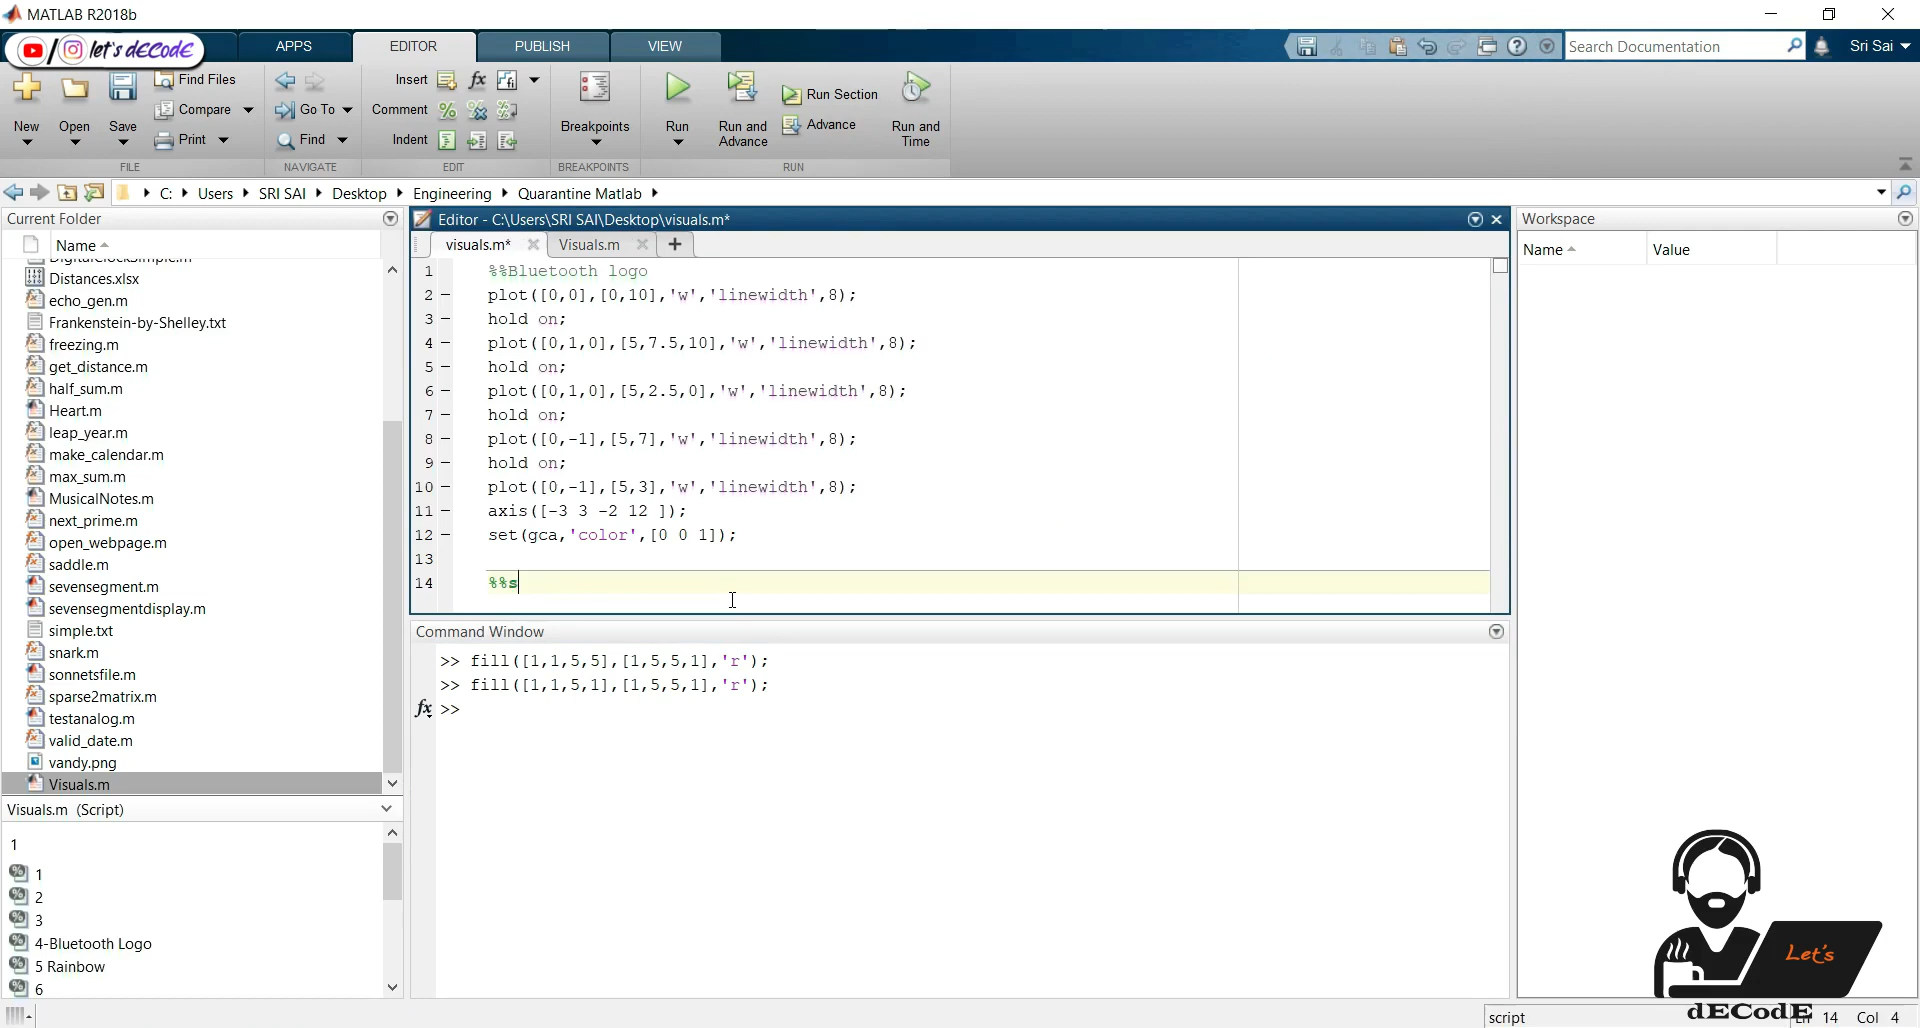 MATLAB R2018b
let's dECodE
APPS
EDITOR
PUBLISH
VIEW
Search Documentation
Sri Sai
New
Open
Save
Find Files
Compare
Print
FILE
Go To
Find
NAVIGATE
Insert
Comment
Indent
EDIT
Breakpoints
BREAKPOINTS
Run
Run and
Advance
Run Section
Advance
Run and
Time
RUN
C: Users SRI SAI Desktop Engineering Quarantine Matlab
Current Folder
Name
DigitalClockSimple.m
Distances.xlsx
echo_gen.m
Frankenstein-by-Shelley.txt
freezing.m
get_distance.m
half_sum.m
Heart.m
leap_year.m
make_calendar.m
max_sum.m
MusicalNotes.m
next_prime.m
open_webpage.m
saddle.m
sevensegment.m
sevensegmentdisplay.m
simple.txt
snark.m
sonnetsfile.m
sparse2matrix.m
testanalog.m
valid_date.m
vandy.png
Visuals.m
Visuals.m (Script)
1
1
2
3
4-Bluetooth Logo
5 Rainbow
6
Editor - C:\Users\SRI SAI\Desktop\visuals.m*
visuals.m*
Visuals.m
1 %%Bluetooth logo
2 – plot([0,0],[0,10],'w','linewidth',8);
3 – hold on;
4 – plot([0,1,0],[5,7.5,10],'w','linewidth',8);
5 – hold on;
6 – plot([0,1,0],[5,2.5,0],'w','linewidth',8);
7 – hold on;
8 – plot([0,-1],[5,7],'w','linewidth',8);
9 – hold on;
10 – plot([0,-1],[5,3],'w','linewidth',8);
11 – axis([-3 3 -2 12 ]);
12 – set(gca,'color',[0 0 1]);
13
14 %%s
Command Window
>> fill([1,1,5,5],[1,5,5,1],'r');
>> fill([1,1,5,1],[1,5,5,1],'r');
fx >>
Workspace
Name
Value
Let's
dECodE
script
Ln 14 Col 4